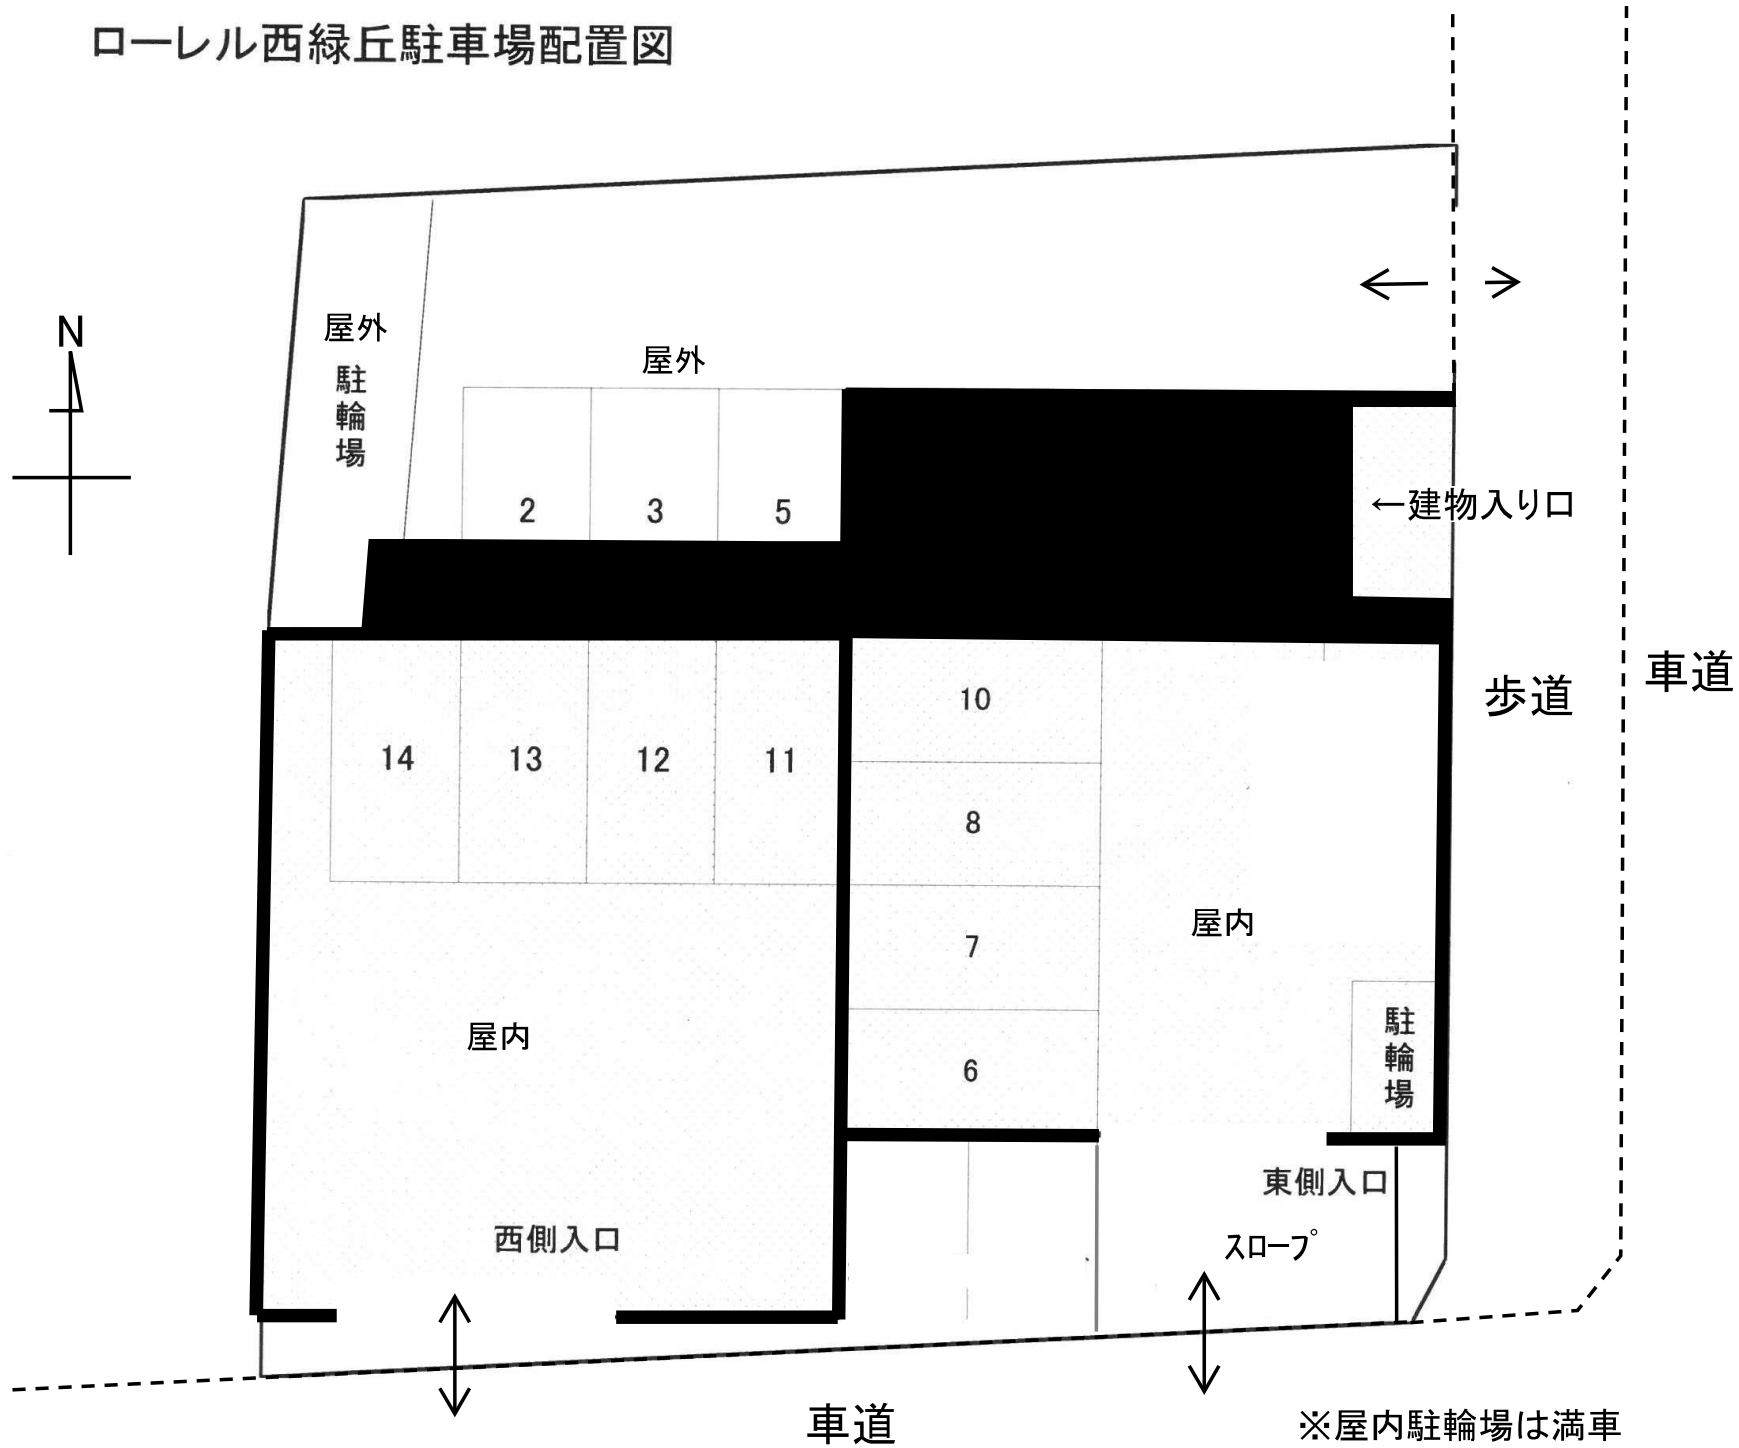 ローレル西緑丘駐車場配置図
N
屋外
駐輪場
屋外
2
3
5
←建物入り口
車道
歩道
14
13
12
11
10
8
7
6
屋内
屋内
駐輪場
東側入口
西側入口
ｽﾛｰﾌﾟ
車道
※屋内駐輪場は満車